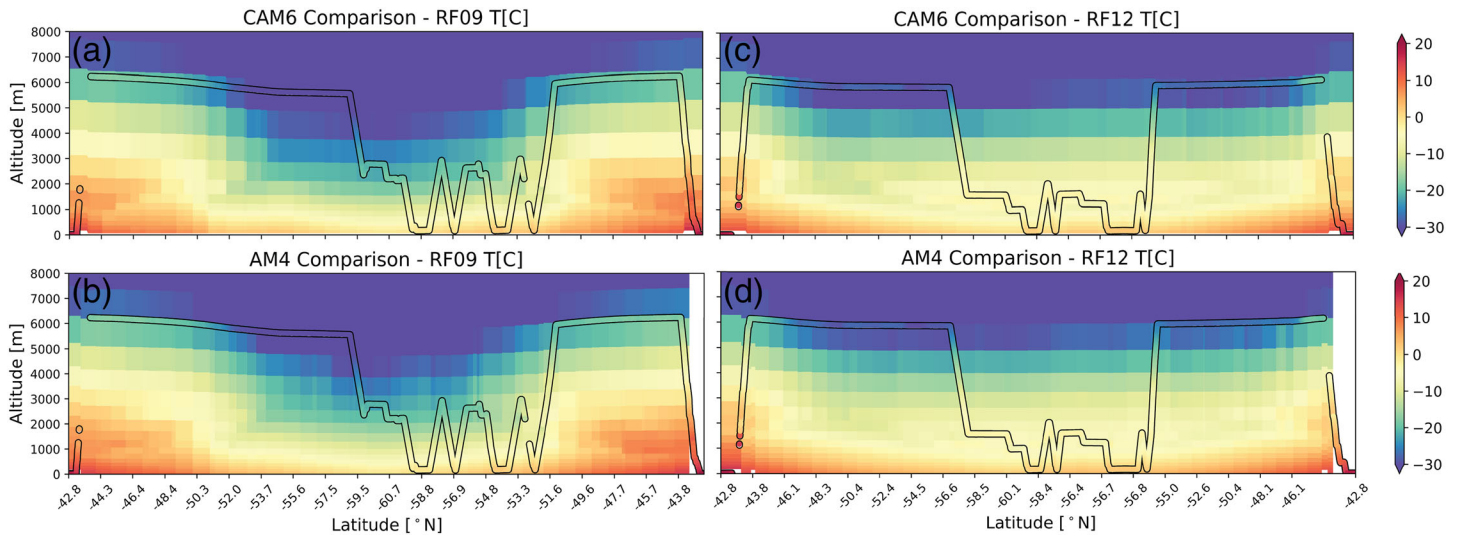 CAM6 Comparison - RF09 T[C]
(a)
8000
7000
6000
5000
4000
3000
2000
1000
0
Altitude [m]
CAM6 Comparison - RF12 T[C]
(c)
20
10
0
−10
−20
−30
AM4 Comparison - RF09 T[C]
(b)
8000
7000
6000
5000
4000
3000
2000
1000
0
Altitude [m]
-42.8 -44.3 -46.4 -48.4 -50.3 -52.0 -53.7 -55.6 -57.5 -59.5 -60.7 -58.8 -56.9 -54.8 -53.3 -51.6 -49.6 -47.7 -45.7 -43.8
Latitude [°N]
AM4 Comparison - RF12 T[C]
(d)
-42.8 -43.8 -46.1 -48.3 -50.4 -52.4 -54.5 -56.6 -58.5 -60.1 -58.4 -56.4 -56.7 -56.8 -55.0 -52.6 -50.4 -48.1 -46.1 -42.8
Latitude [°N]
20
10
0
−10
−20
−30